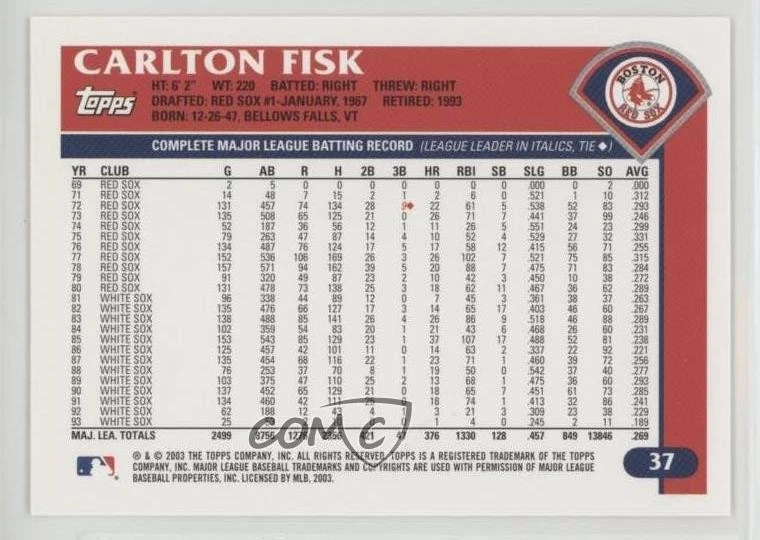 CARLTON FISK
HT: 6' 2" WT: 220 BATTED: RIGHT THREW: RIGHT
topps
DRAFTED: RED SOX #1-JANUARY, 1967 RETIRED: 1993
BORN: 12-26-47, BELLOWS FALLS, VT
BOSTON
RED SOX
COMPLETE MAJOR LEAGUE BATTING RECORD (LEAGUE LEADER IN ITALICS, TIE ◆)
YR CLUB G AB R H 2B 3B HR RBI SB SLG BB SO AVG
69 RED SOX 2 5 0 0 0 0 0 0 0 .000 0 2 .000
71 RED SOX 14 48 7 15 2 1 2 6 0 .521 1 10 .312
72 RED SOX 131 457 74 134 28 9◆ 22 61 5 .538 52 83 .293
73 RED SOX 135 508 65 125 21 0 26 71 7 .441 37 99 .246
74 RED SOX 52 187 36 56 12 1 11 26 5 .551 24 23 .299
75 RED SOX 79 263 47 87 14 4 10 52 4 .529 27 32 .331
76 RED SOX 134 487 76 124 17 5 17 58 12 .415 56 71 .255
77 RED SOX 152 536 106 169 26 3 26 102 7 .521 75 85 .315
78 RED SOX 157 571 94 162 39 5 20 88 7 .475 71 83 .284
79 RED SOX 91 320 49 87 23 2 10 42 3 .450 10 38 .272
80 RED SOX 131 478 73 138 25 3 18 62 11 .467 36 62 .289
81 WHITE SOX 96 338 44 89 12 0 7 45 3 .361 38 37 .263
82 WHITE SOX 135 476 66 127 17 3 14 65 17 .403 46 60 .267
83 WHITE SOX 138 488 85 141 26 4 26 86 9 .518 46 88 .289
84 WHITE SOX 102 359 54 83 20 1 21 43 6 .468 26 60 .231
85 WHITE SOX 153 543 85 129 23 1 37 107 17 .488 52 81 .238
86 WHITE SOX 125 457 42 101 11 0 14 63 2 .337 22 92 .221
87 WHITE SOX 135 454 68 116 22 1 23 71 1 .460 39 72 .256
88 WHITE SOX 76 253 37 70 8 1 19 50 0 .542 37 40 .277
89 WHITE SOX 103 375 47 110 25 2 13 68 1 .475 36 60 .293
90 WHITE SOX 137 452 65 129 21 0 18 65 7 .451 61 73 .285
91 WHITE SOX 134 460 42 111 25 0 18 74 1 .413 32 86 .241
92 WHITE SOX 62 188 12 43 4 1 3 21 3 .309 23 38 .229
93 WHITE SOX 25 53 10 1 0 1 4 0 .245 2 11 .189
MAJ. LEA. TOTALS 2499 8756 1276 2356 421 47 376 1330 128 .457 849 13846 .269
COMC
® & © 2003 THE TOPPS COMPANY, INC. ALL RIGHTS RESERVED. TOPPS IS A REGISTERED TRADEMARK OF THE TOPPS
COMPANY, INC. MAJOR LEAGUE BASEBALL TRADEMARKS AND COPYRIGHTS ARE USED WITH PERMISSION OF MAJOR LEAGUE
BASEBALL PROPERTIES, INC. LICENSED BY MLB, 2003.
37